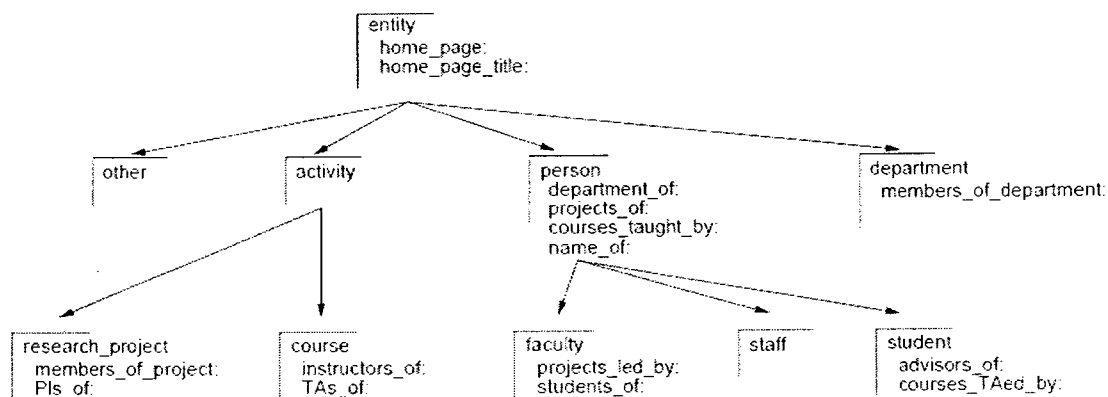 entity
home_page:
home_page_title:
other
activity
person
department_of:
projects_of:
courses_taught_by:
name_of:
department
members_of_department:
research_project
members_of_project:
PIs_of:
course
instructors_of:
TAs_of:
faculty
projects_led_by:
students_of:
staff
student
advisors_of:
courses_TAed_by: